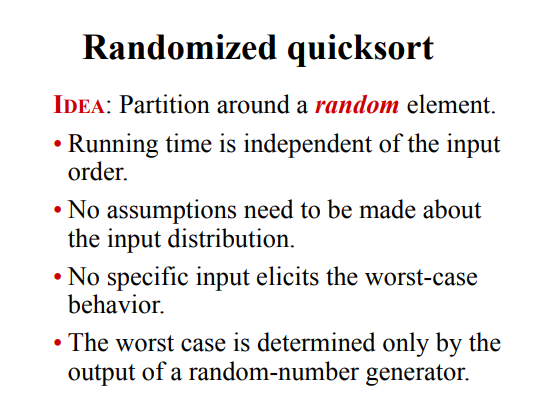 Randomized quicksort
IDEA: Partition around a random element.
• Running time is independent of the input
order.
• No assumptions need to be made about
the input distribution.
• No specific input elicits the worst-case
behavior.
• The worst case is determined only by the
output of a random-number generator.